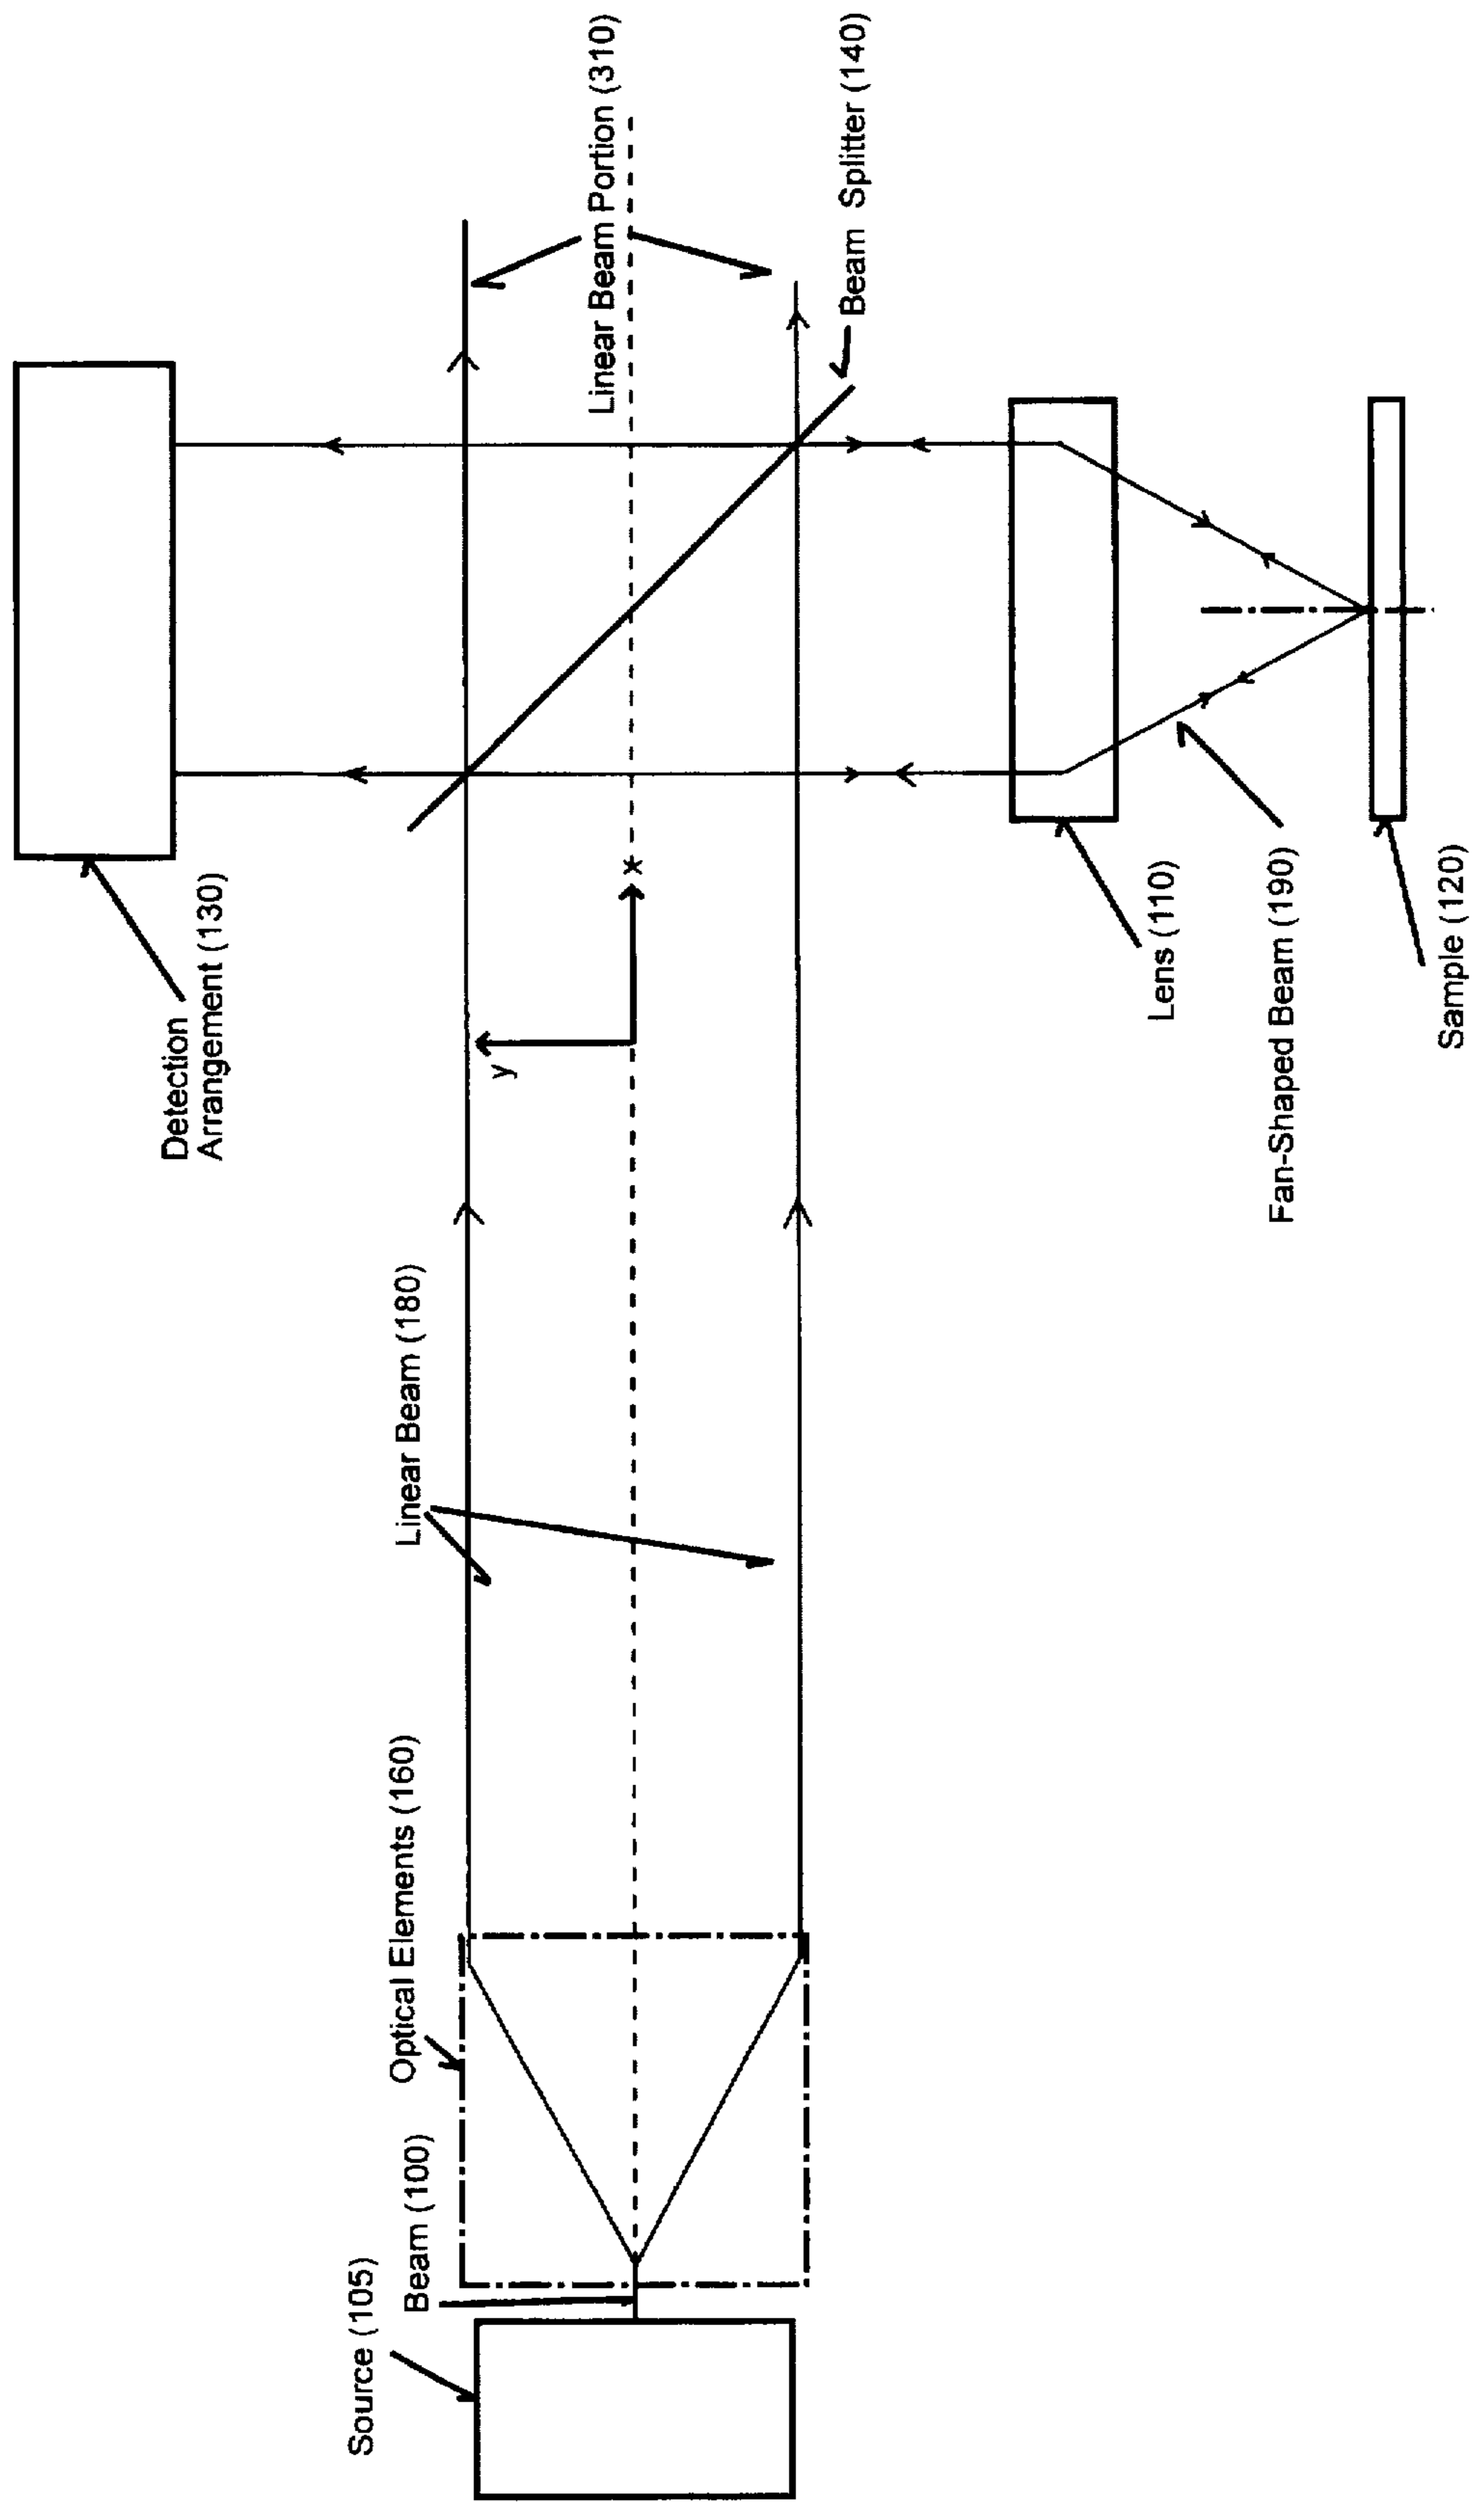 Detection
Arrangement (130)
Source (105)
Optical Elements (160)
Linear Beam (180)
Beam (100)
y
x
Linear Beam Portion (310)
Beam Splitter (140)
Lens (110)
Fan-Shaped Beam (190)
Sample (120)